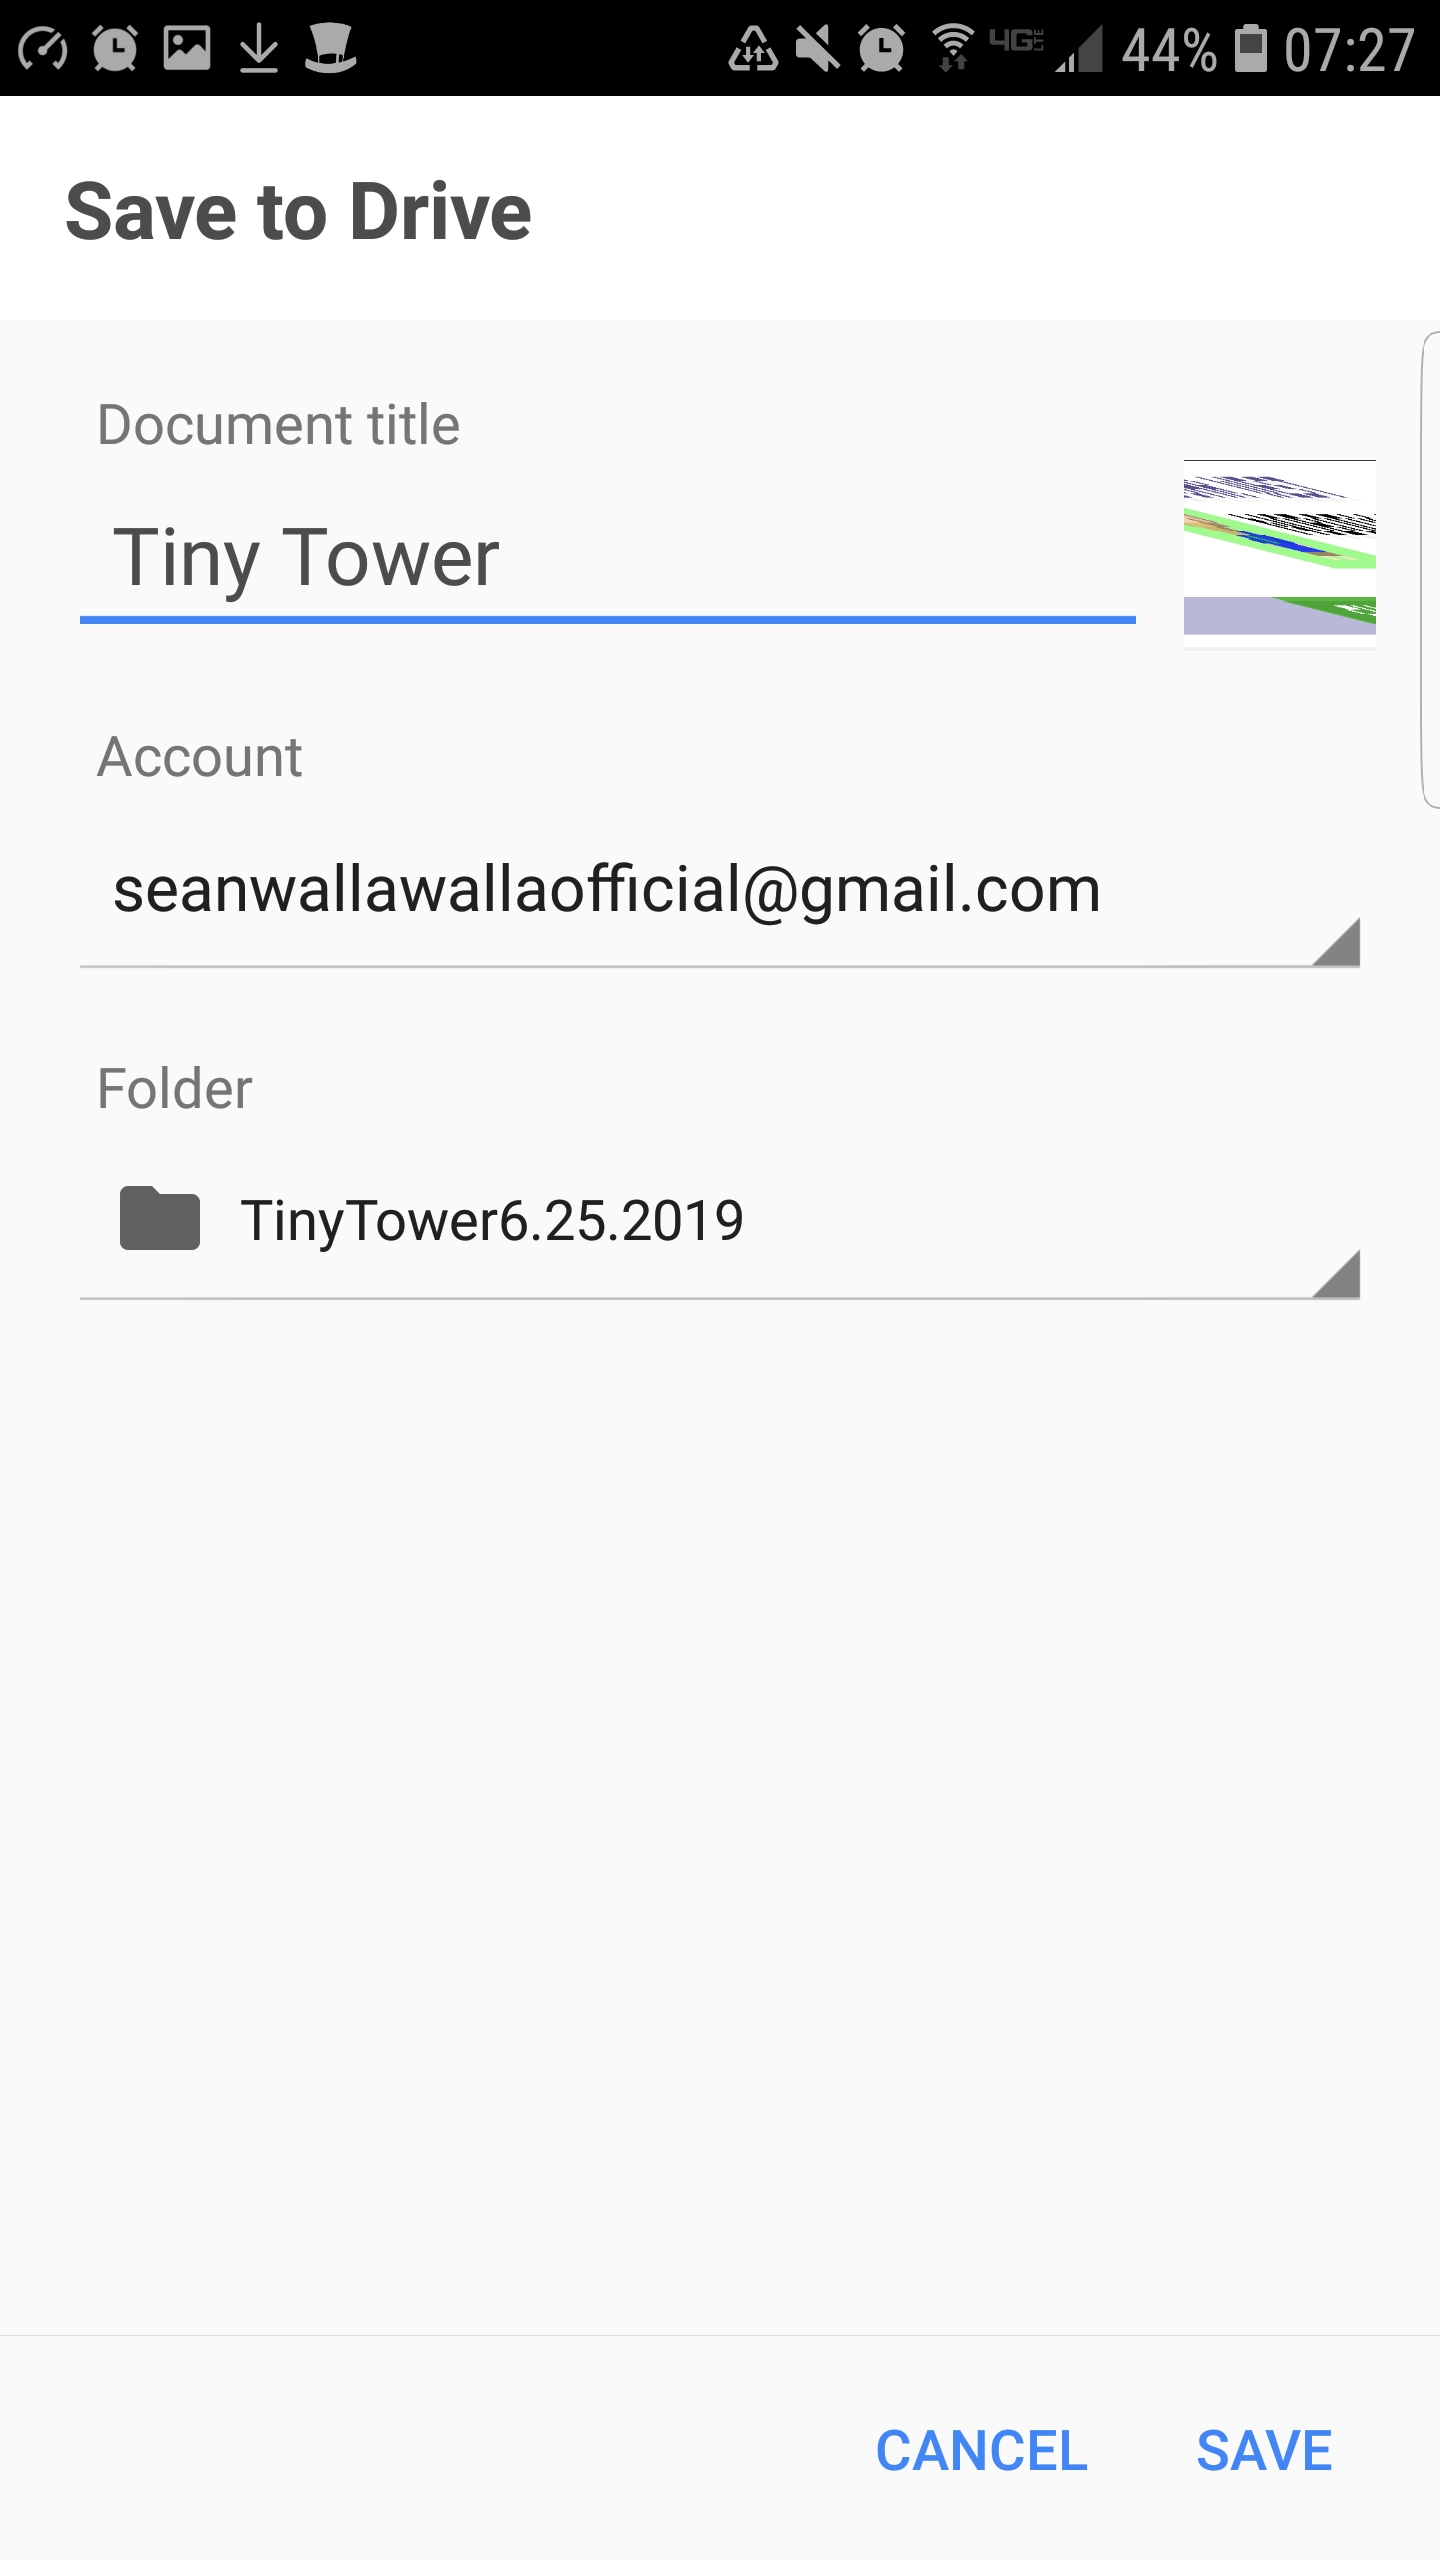 4G LTE 44% 07:27
Save to Drive
Document title
Tiny Tower
Account
seanwallawallaofficial@gmail.com
Folder
TinyTower6.25.2019
CANCEL SAVE